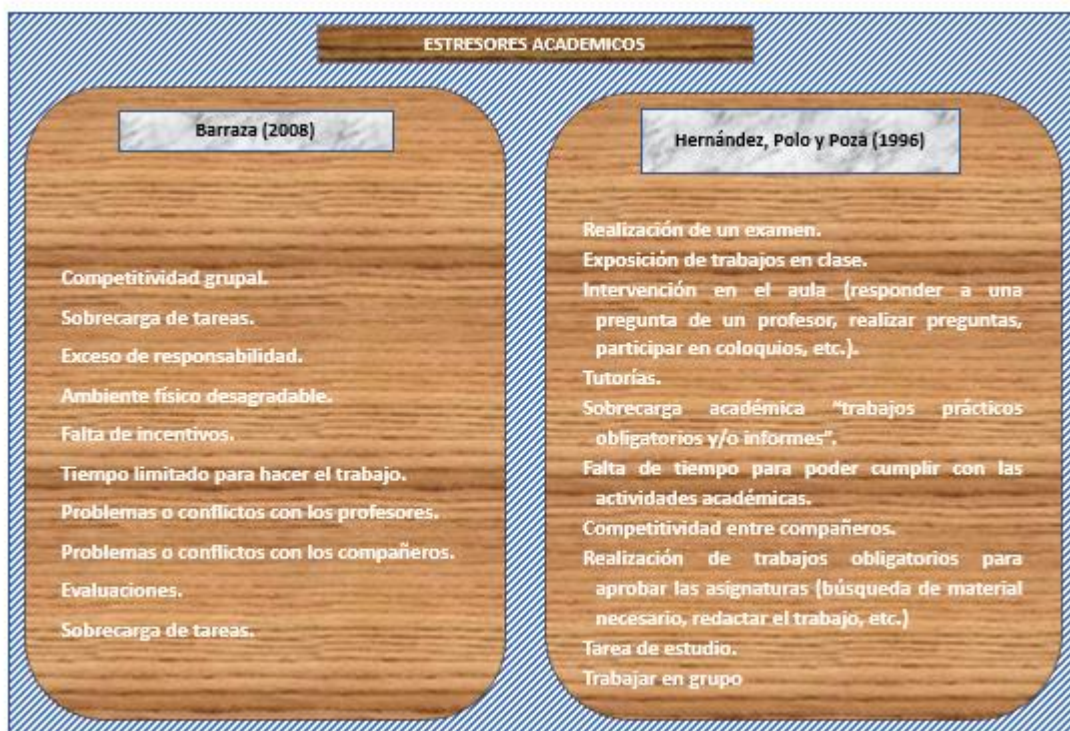 ESTRESORES ACADEMICOS
Barraza (2008)
Competitividad grupal.
Sobrecarga de tareas.
Exceso de responsabilidad.
Ambiente físico desagradable.
Falta de incentivos.
Tiempo limitado para hacer el trabajo.
Problemas o conflictos con los profesores.
Problemas o conflictos con los compañeros.
Evaluaciones.
Sobrecarga de tareas.
Hernández, Polo y Poza (1996)
Realización de un examen.
Exposición de trabajos en clase.
Intervención en el aula (responder a una
pregunta de un profesor, realizar preguntas,
participar en coloquios, etc.).
Tutorías.
Sobrecarga académica “trabajos prácticos
obligatorios y/o informes”.
Falta de tiempo para poder cumplir con las
actividades académicas.
Competitividad entre compañeros.
Realización de trabajos obligatorios para
aprobar las asignaturas (búsqueda de material
necesario, redactar el trabajo, etc.)
Tarea de estudio.
Trabajar en grupo